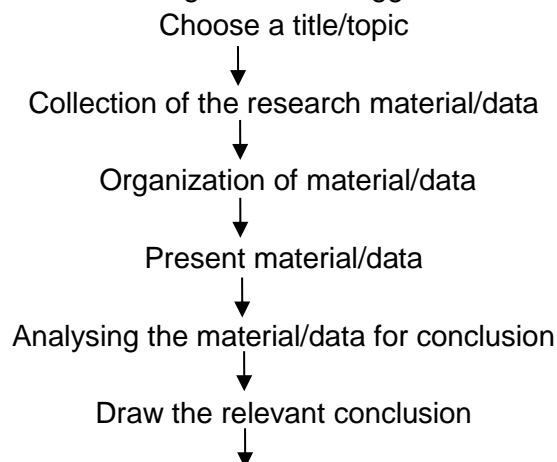 Choose a title/topic
Collection of the research material/data
Organization of material/data
Present material/data
Analysing the material/data for conclusion
Draw the relevant conclusion